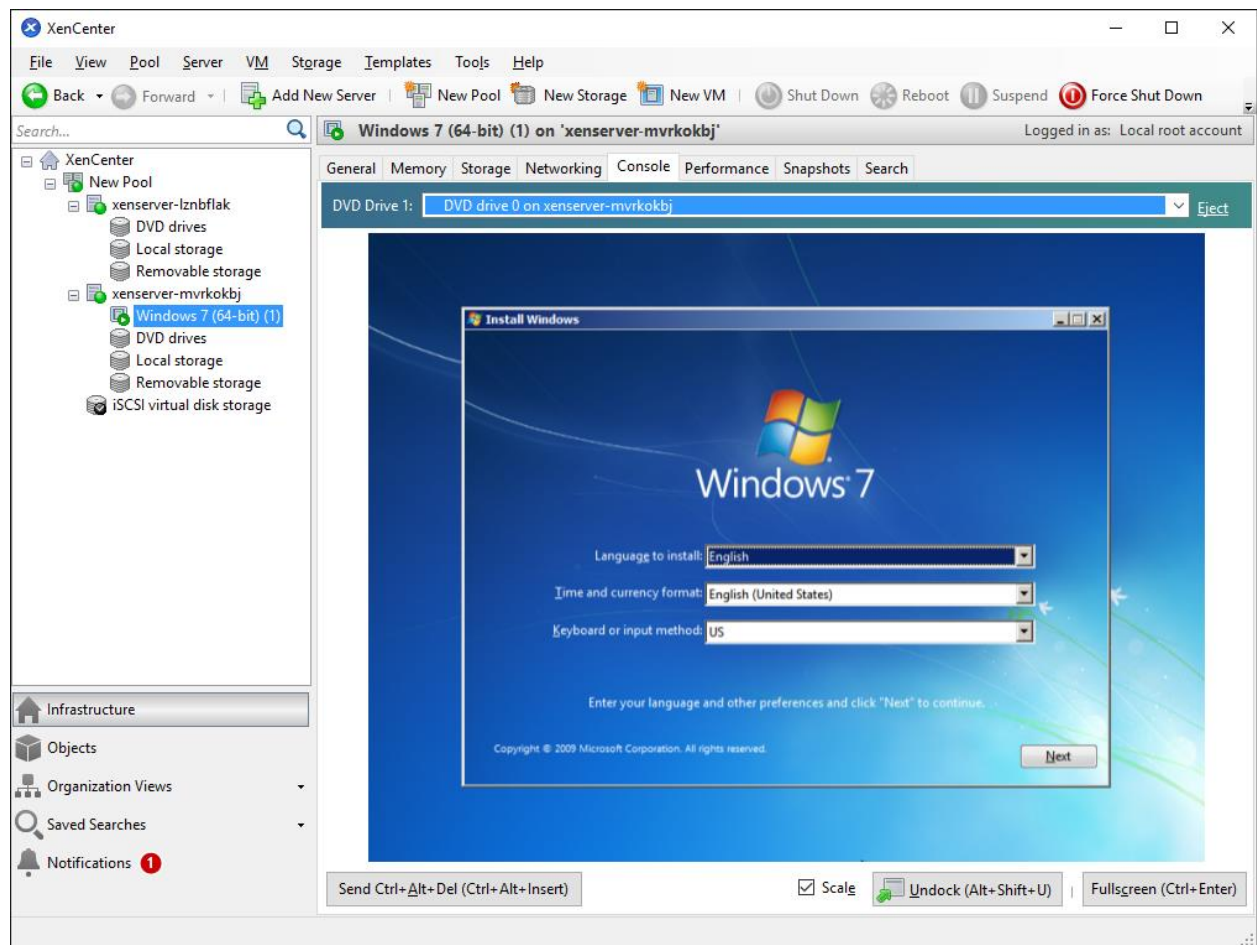 XenCenter
File View Pool Server VM Storage Templates Tools Help
Back Forward Add New Server New Pool New Storage New VM Shut Down Reboot Suspend Force Shut Down
Search...
Windows 7 (64-bit) (1) on 'xenserver-mvrkokbj'
Logged in as: Local root account
XenCenter
New Pool
xenserver-lznbflak
DVD drives
Local storage
Removable storage
xenserver-mvrkokbj
Windows 7 (64-bit) (1)
DVD drives
Local storage
Removable storage
iSCSI virtual disk storage
General Memory Storage Networking Console Performance Snapshots Search
DVD Drive 1: DVD drive 0 on xenserver-mvrkokbj Eject
Install Windows
Windows 7
Language to install: English
Time and currency format: English (United States)
Keyboard or input method: US
Enter your language and other preferences and click "Next" to continue.
Copyright © 2009 Microsoft Corporation. All rights reserved.
Next
Infrastructure
Objects
Organization Views
Saved Searches
Notifications 1
Send Ctrl+Alt+Del (Ctrl+Alt+Insert) Scale Undock (Alt+Shift+U) Fullscreen (Ctrl+Enter)